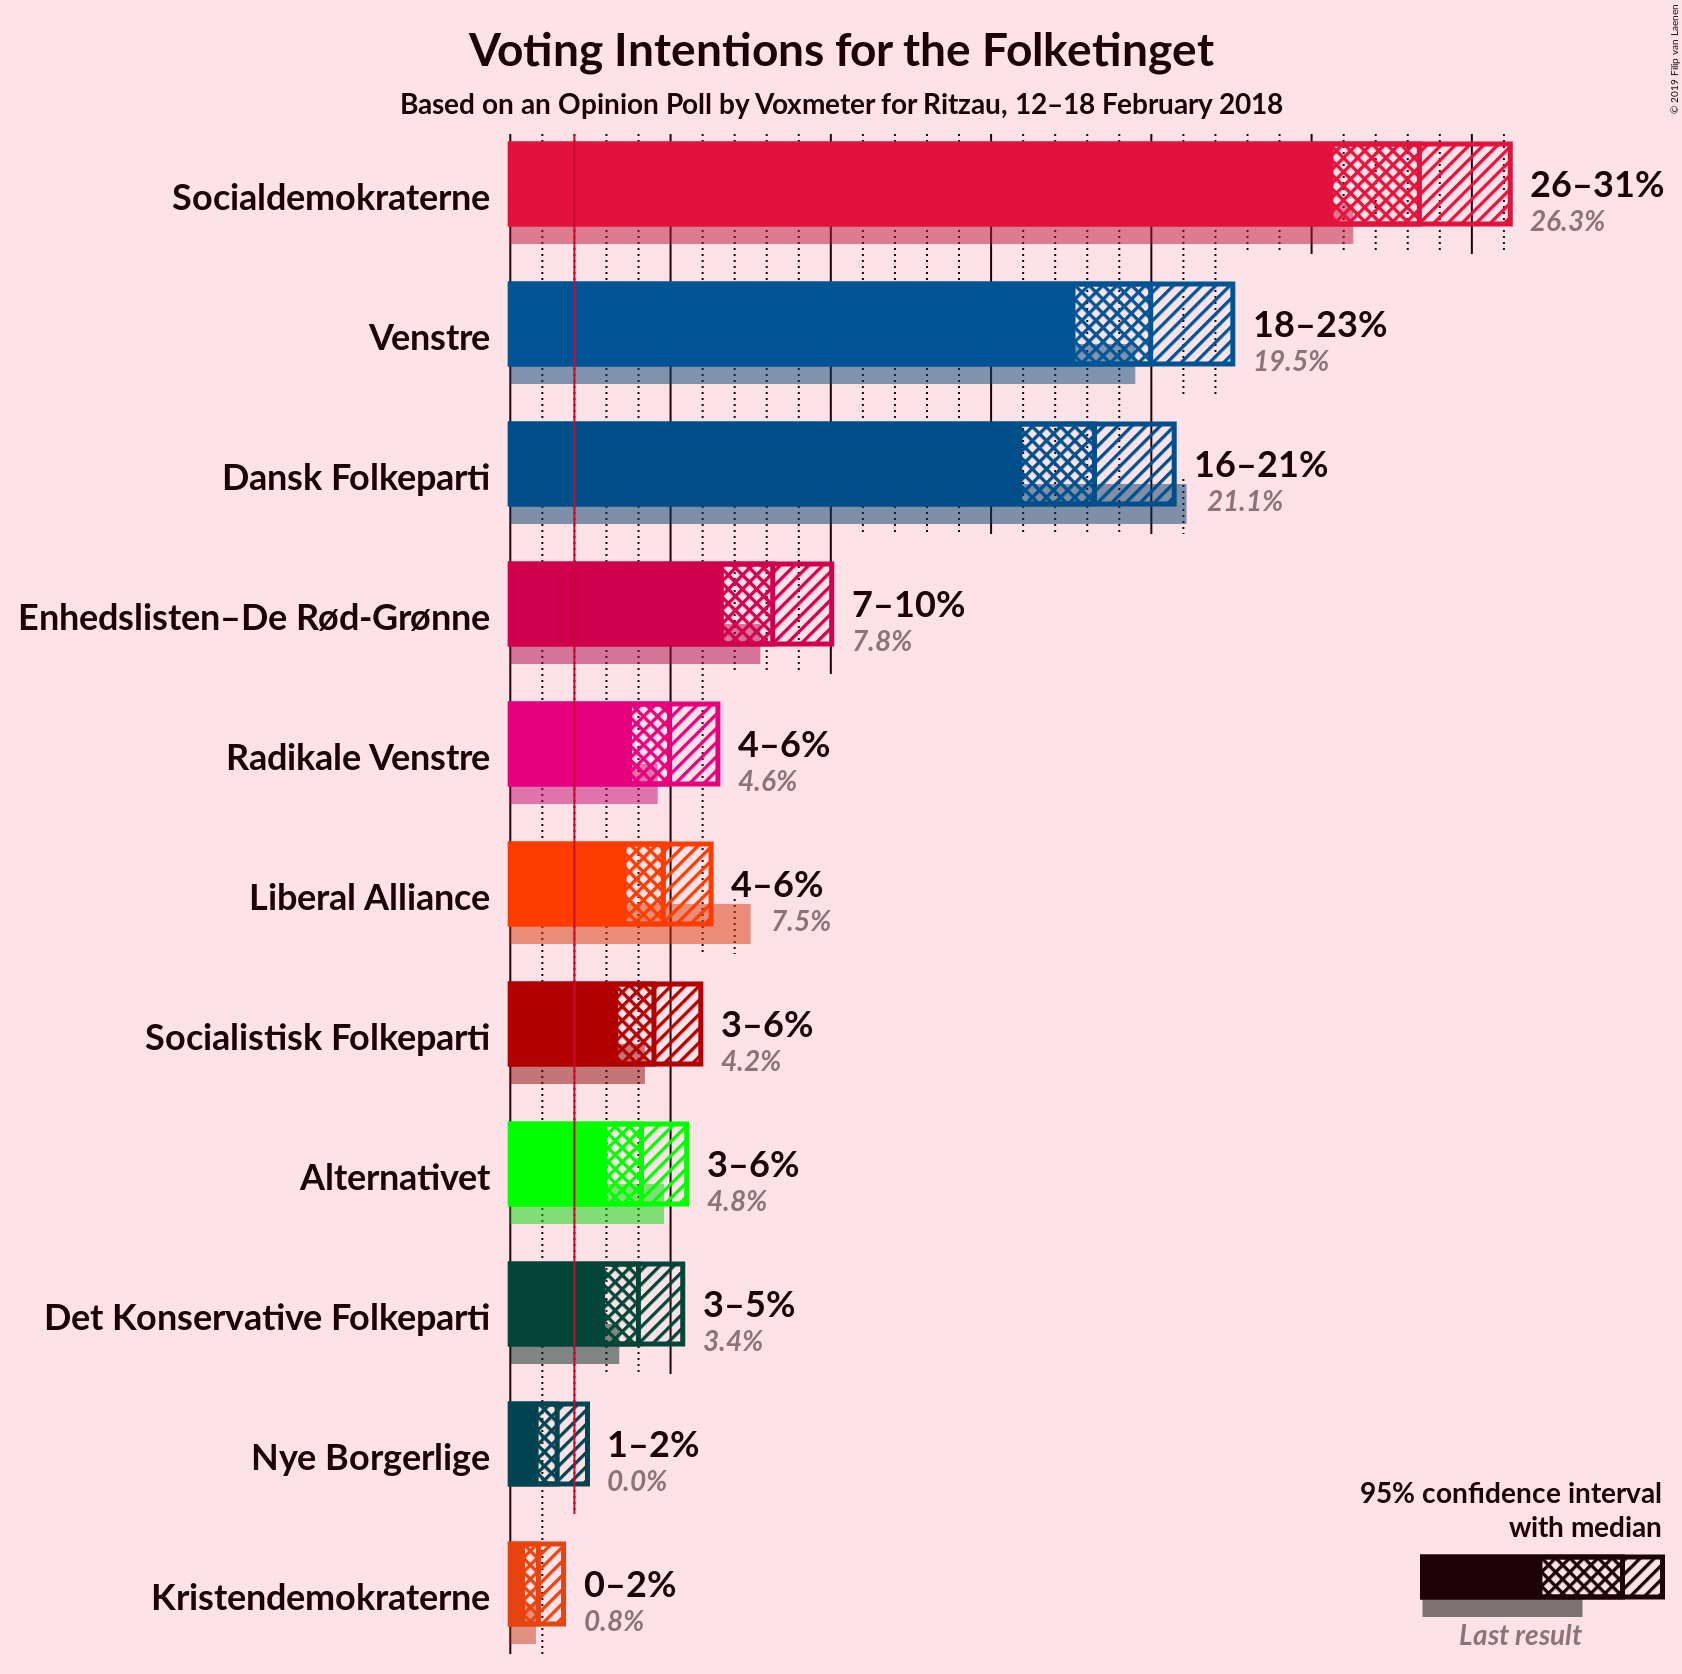 Voting Intentions for the Folketinget
Based on an Opinion Poll by Voxmeter for Ritzau, 12–18 February 2018
© 2019 Filip van Laenen
Socialdemokraterne
26–31%
26.3%
Venstre
18–23%
19.5%
Dansk Folkeparti
16–21%
21.1%
Enhedslisten–De Rød-Grønne
7–10%
7.8%
Radikale Venstre
4–6%
4.6%
Liberal Alliance
4–6%
7.5%
Socialistisk Folkeparti
3–6%
4.2%
Alternativet
3–6%
4.8%
Det Konservative Folkeparti
3–5%
3.4%
Nye Borgerlige
1–2%
0.0%
Kristendemokraterne
0–2%
0.8%
95% confidence interval
with median
Last result